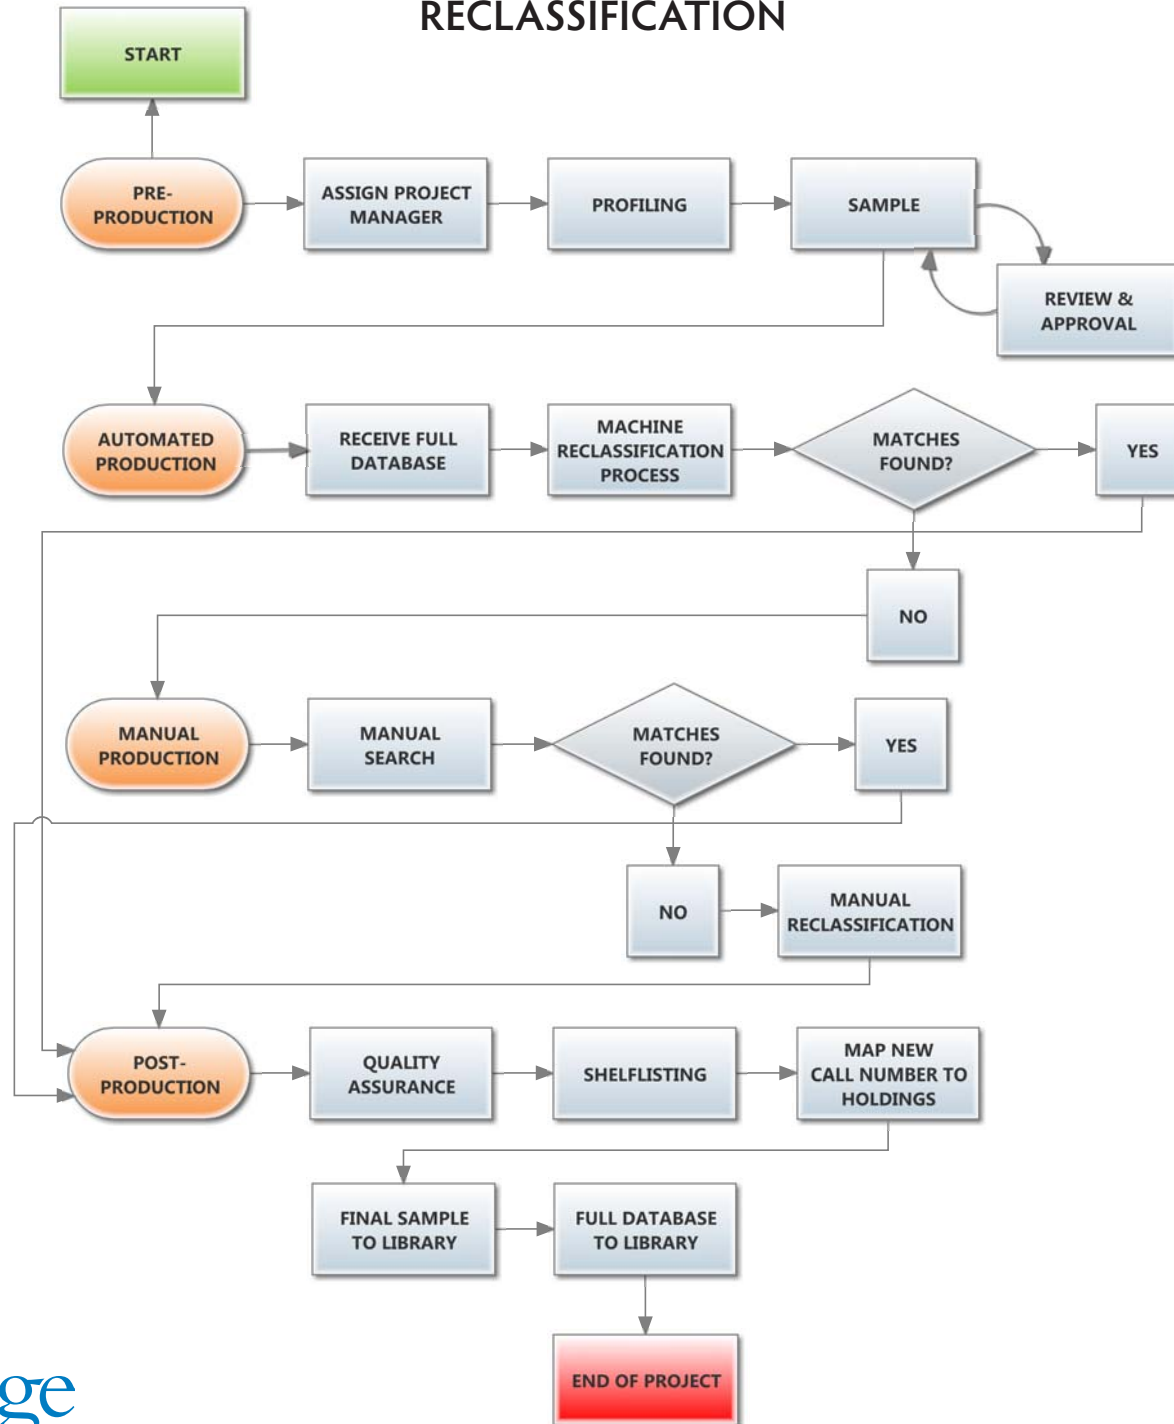 RECLASSIFICATION
START
PRE-
PRODUCTION
ASSIGN PROJECT
MANAGER
PROFILING
SAMPLE
REVIEW &
APPROVAL
AUTOMATED
PRODUCTION
RECEIVE FULL
DATABASE
MACHINE
RECLASSIFICATION
PROCESS
MATCHES
FOUND?
YES
NO
MANUAL
PRODUCTION
MANUAL
SEARCH
MATCHES
FOUND?
YES
NO
MANUAL
RECLASSIFICATION
POST-
PRODUCTION
QUALITY
ASSURANCE
SHELFLISTING
MAP NEW
CALL NUMBER TO
HOLDINGS
FINAL SAMPLE
TO LIBRARY
FULL DATABASE
TO LIBRARY
END OF PROJECT
ge